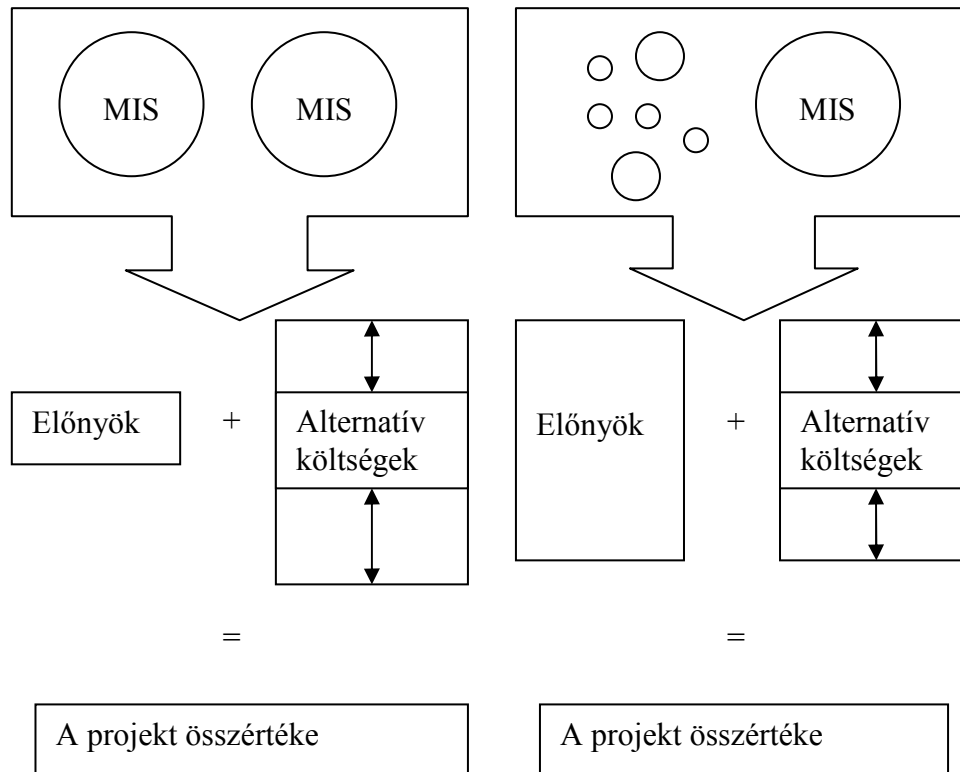 MIS
MIS
MIS
Előnyök
+
Alternatív
költségek
Előnyök
+
Alternatív
költségek
=
=
A projekt összértéke
A projekt összértéke